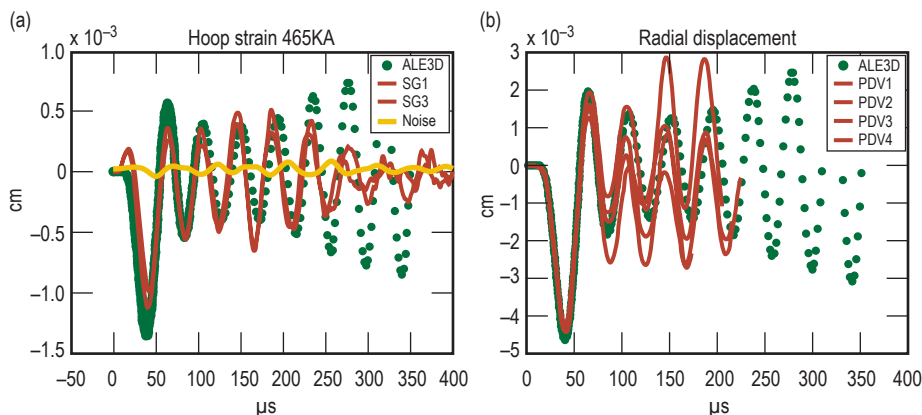 (a)
x 10⁻³
Hoop strain 465KA
1.0
0.5
0
–0.5
–1.0
–1.5
cm
ALE3D
SG1
SG3
Noise
–50 0 50 100 150 200 250 300 350 400
µs
(b)
x 10⁻³
Radial displacement
3
2
1
0
–1
–2
–3
–4
–5
cm
ALE3D
PDV1
PDV2
PDV3
PDV4
0 50 100 150 200 250 300 350 400
µs